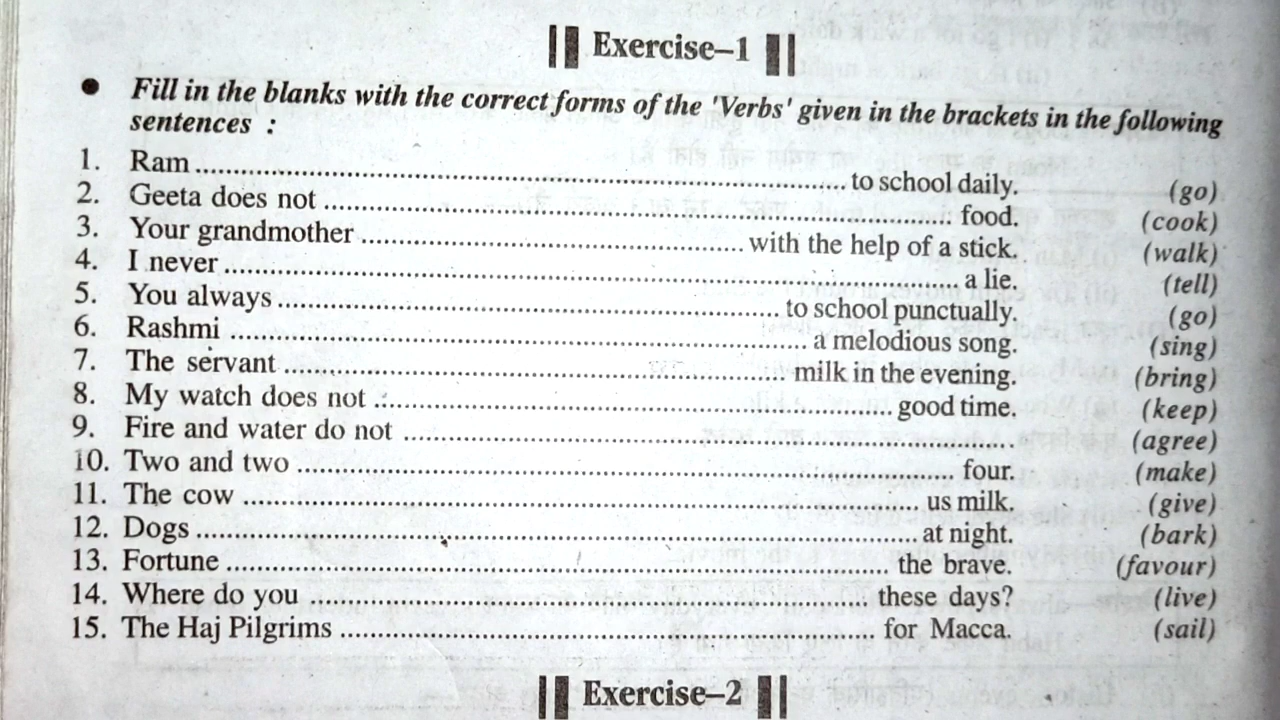 Exercise–1
● Fill in the blanks with the correct forms of the 'Verbs' given in the brackets in the following
sentences :
1. Ram .......... to school daily. (go)
2. Geeta does not .......... food. (cook)
3. Your grandmother .......... with the help of a stick. (walk)
4. I never .......... a lie. (tell)
5. You always .......... to school punctually. (go)
6. Rashmi .......... a melodious song. (sing)
7. The servant .......... milk in the evening. (bring)
8. My watch does not .......... good time. (keep)
9. Fire and water do not .......... (agree)
10. Two and two .......... four. (make)
11. The cow .......... us milk. (give)
12. Dogs .......... at night. (bark)
13. Fortune .......... the brave. (favour)
14. Where do you .......... these days? (live)
15. The Haj Pilgrims .......... for Macca. (sail)
Exercise–2